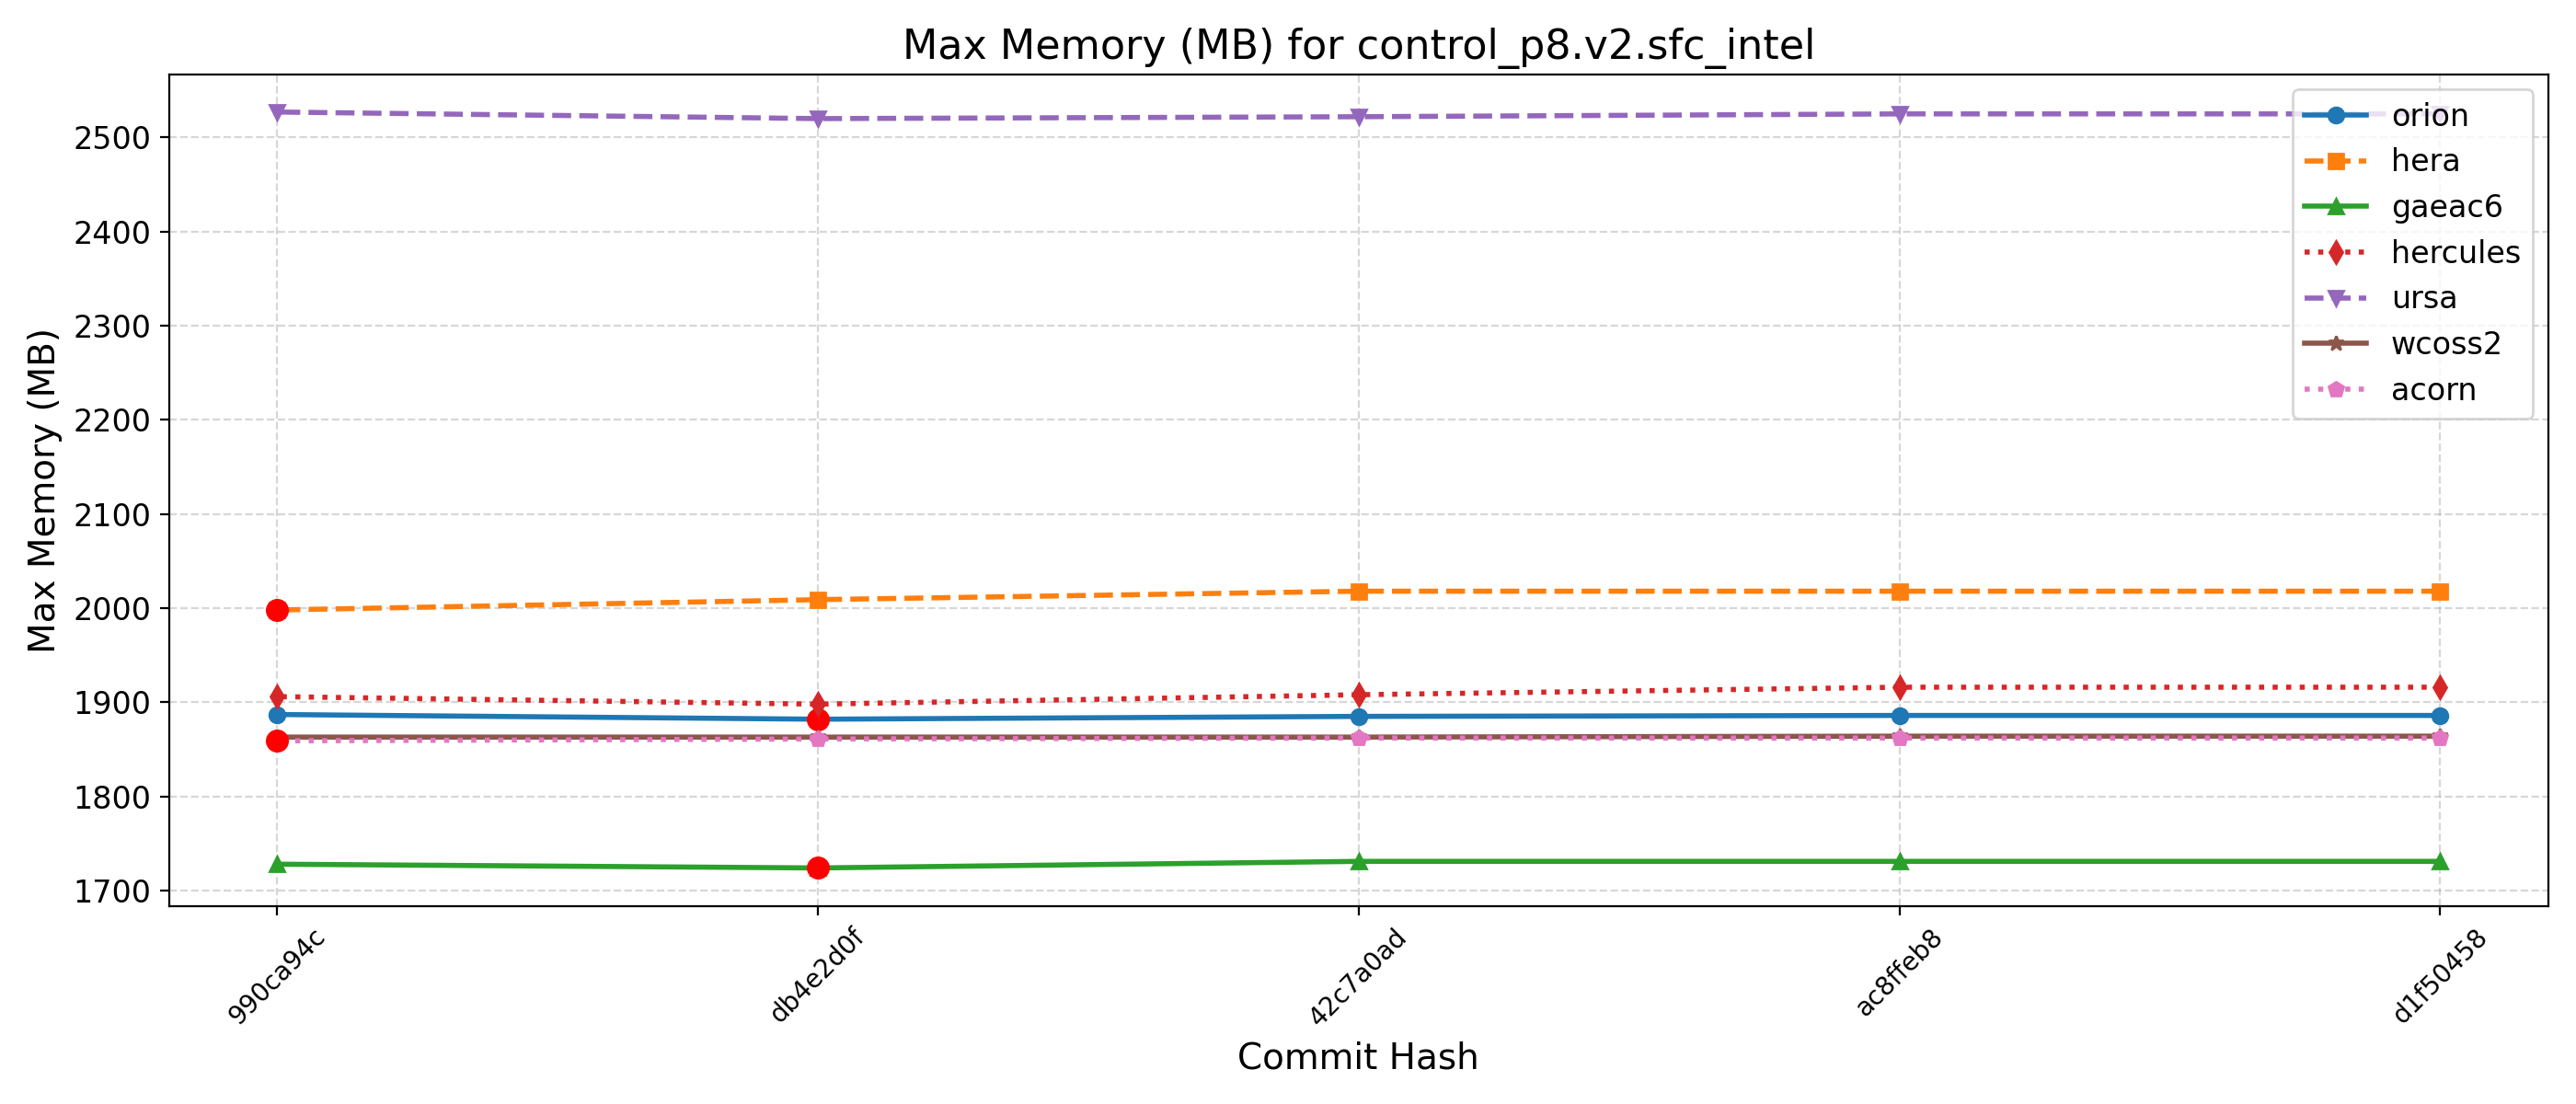 Max Memory (MB) for control_p8.v2.sfc_intel
Max Memory (MB)
2500
2400
2300
2200
2100
2000
1900
1800
1700
orion
hera
gaeac6
hercules
ursa
wcoss2
acorn
990ca94c
db4e2d0f
42c7a0ad
ac8ffeb8
d1f50458
Commit Hash